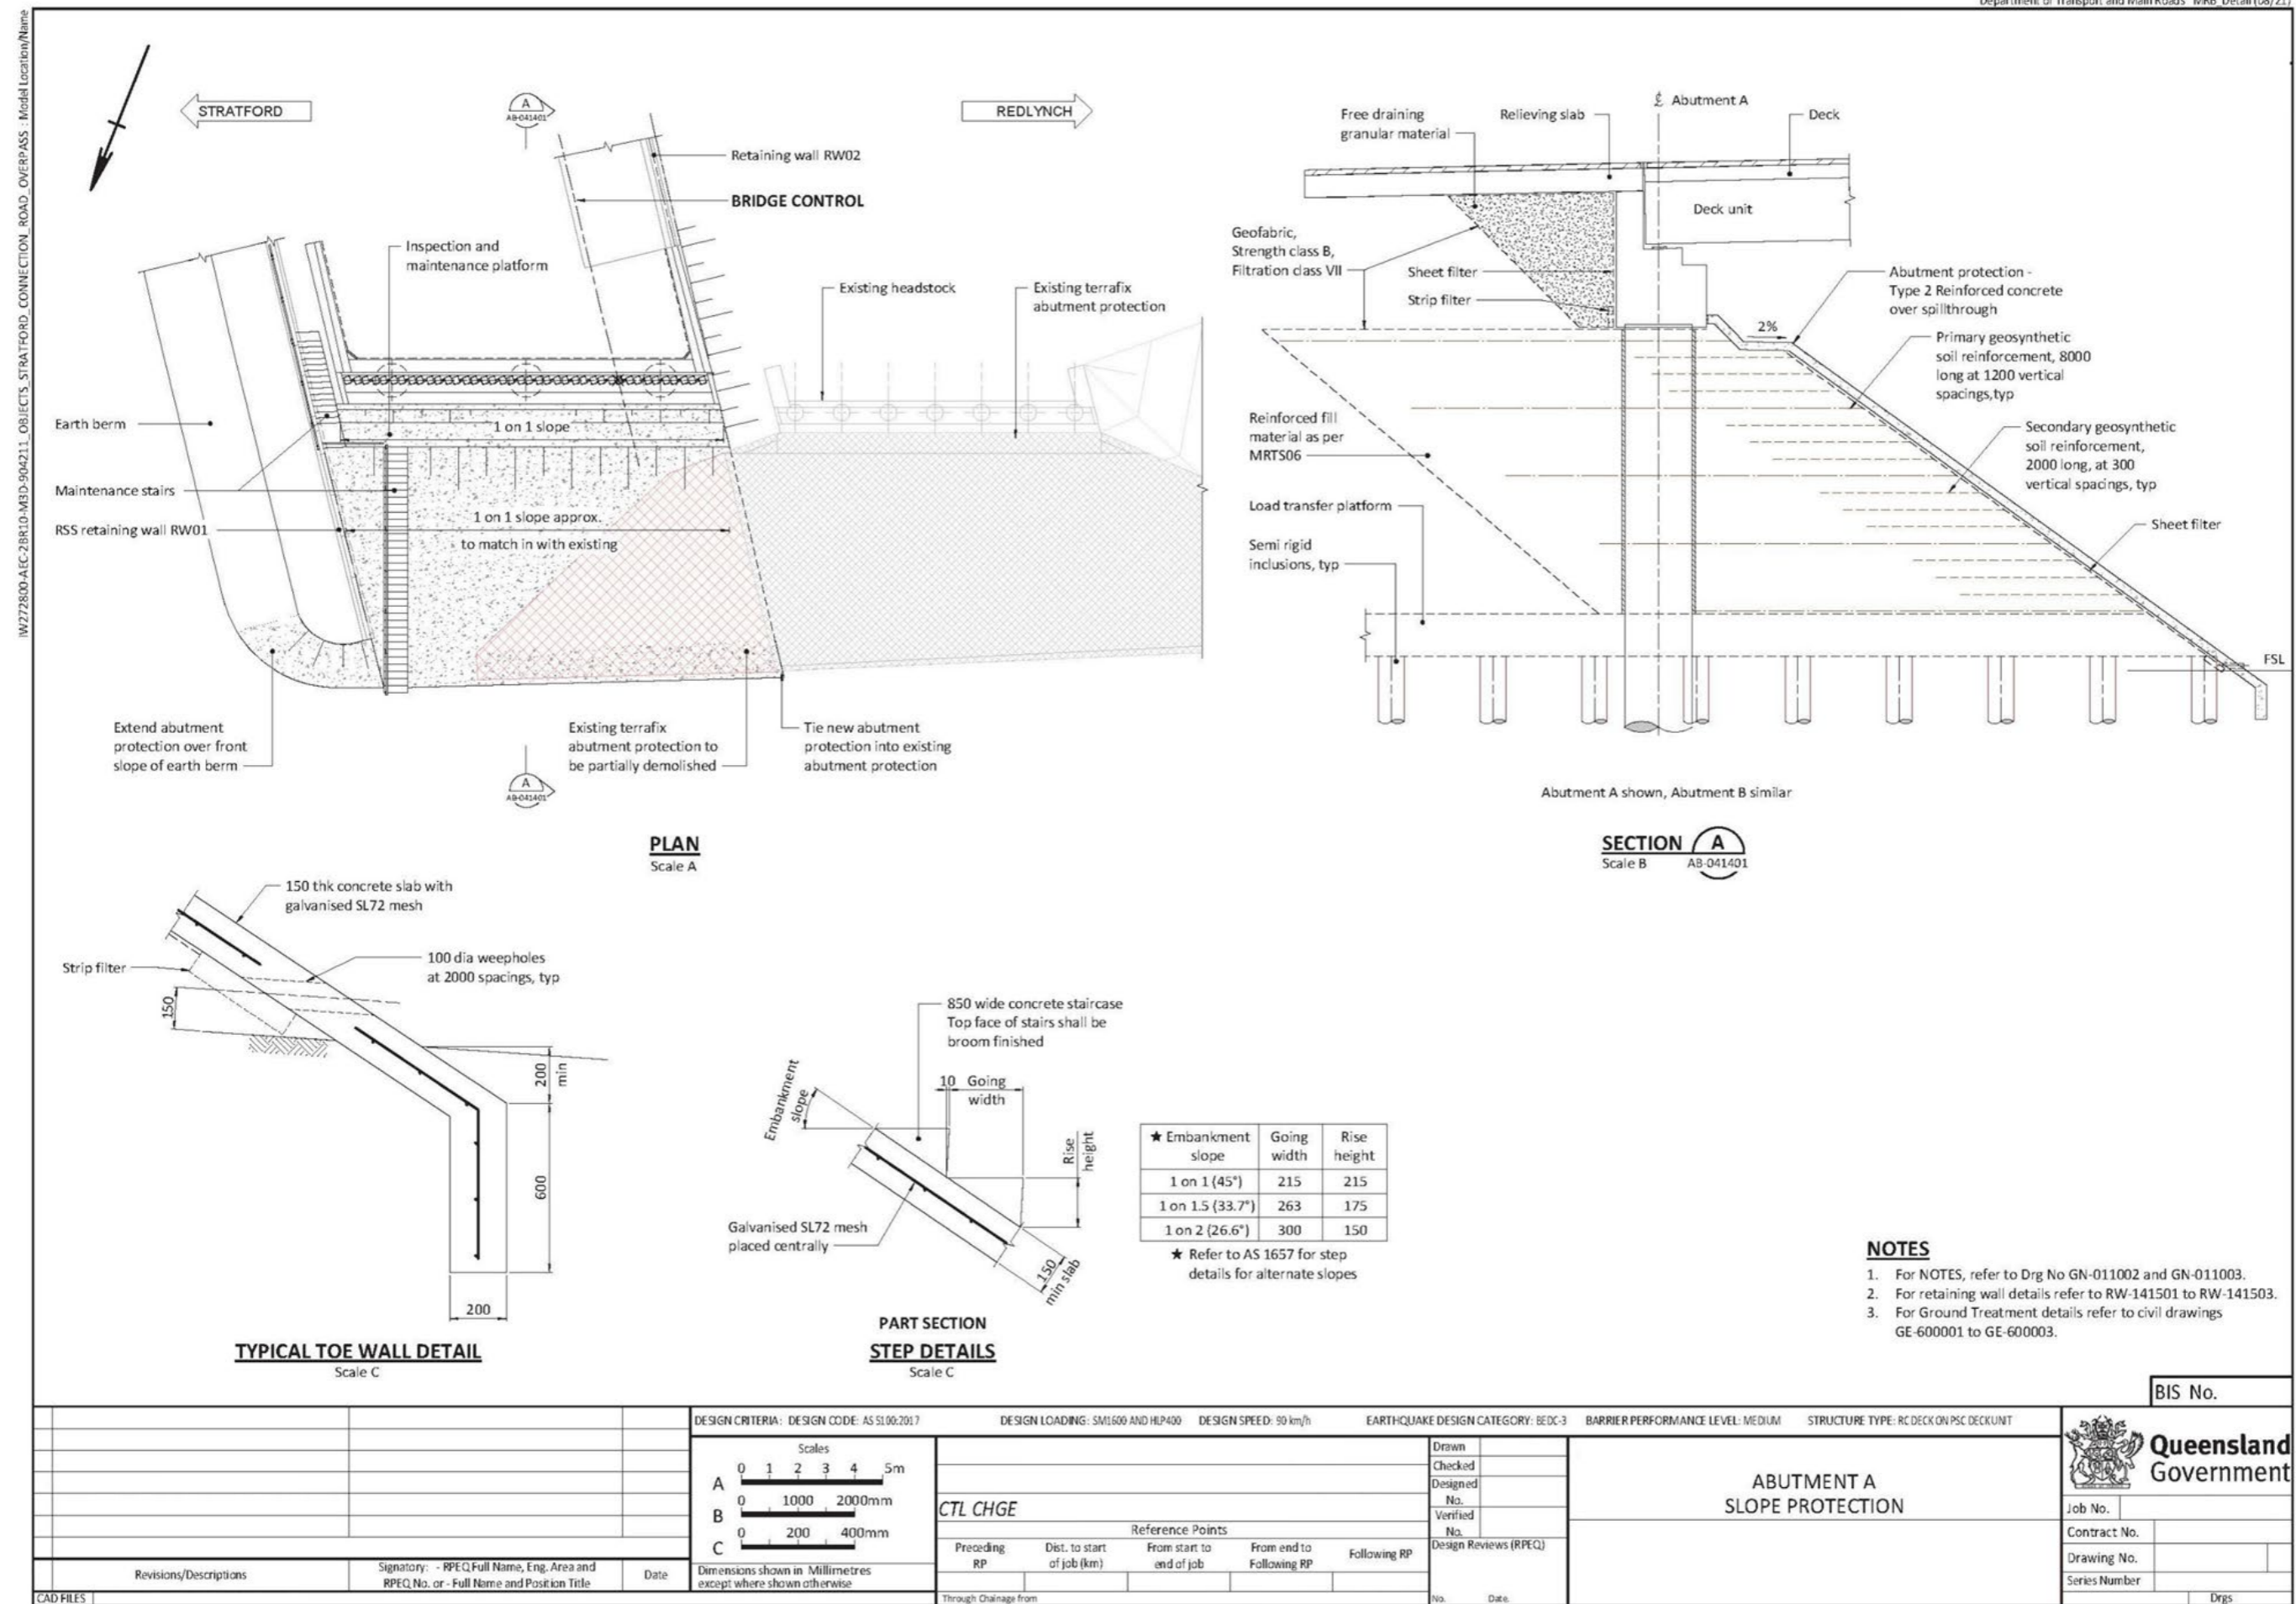 Department of Transport and Main Roads MRB_Detail (08/21)
IW272800-AEC-2BR10-M3D-904211_OBJECTS_STRATFORD_CONNECTION_ROAD_OVERPASS : Model Location/Name
STRATFORD
A
AB-041401
REDLYNCH
Retaining wall RW02
BRIDGE CONTROL
Inspection and
maintenance platform
Existing headstock
Existing terrafix
abutment protection
Earth berm
1 on 1 slope
Maintenance stairs
RSS retaining wall RW01
1 on 1 slope approx.
to match in with existing
Extend abutment
protection over front
slope of earth berm
Existing terrafix
abutment protection to
be partially demolished
Tie new abutment
protection into existing
abutment protection
A
AB-041401
PLAN
Scale A
Free draining
granular material
Relieving slab
℄ Abutment A
Deck
Deck unit
Geofabric,
Strength class B,
Filtration class VII
Sheet filter
Strip filter
2%
Abutment protection -
Type 2 Reinforced concrete
over spillthrough
Primary geosynthetic
soil reinforcement, 8000
long at 1200 vertical
spacings,typ
Reinforced fill
material as per
MRTS06
Secondary geosynthetic
soil reinforcement,
2000 long, at 300
vertical spacings, typ
Load transfer platform
Sheet filter
Semi rigid
inclusions, typ
FSL
Abutment A shown, Abutment B similar
SECTION A
Scale B AB-041401
150 thk concrete slab with
galvanised SL72 mesh
Strip filter
100 dia weepholes
at 2000 spacings, typ
150
200
min
600
200
TYPICAL TOE WALL DETAIL
Scale C
850 wide concrete staircase
Top face of stairs shall be
broom finished
Embankment
slope
10 Going
width
Rise
height
Galvanised SL72 mesh
placed centrally
150
min slab
PART SECTION
STEP DETAILS
Scale C
★ Embankment slope Going width Rise height
1 on 1 (45°) 215 215
1 on 1.5 (33.7°) 263 175
1 on 2 (26.6°) 300 150
★ Refer to AS 1657 for step
details for alternate slopes
NOTES
1. For NOTES, refer to Drg No GN-011002 and GN-011003.
2. For retaining wall details refer to RW-141501 to RW-141503.
3. For Ground Treatment details refer to civil drawings
GE-600001 to GE-600003.
BIS No.
DESIGN CRITERIA: DESIGN CODE: AS 5100:2017 DESIGN LOADING: SM1600 AND HLP400 DESIGN SPEED: 90 km/h EARTHQUAKE DESIGN CATEGORY: BEDC-3 BARRIER PERFORMANCE LEVEL: MEDIUM STRUCTURE TYPE: RC DECK ON PSC DECKUNIT
Scales
A 0 1 2 3 4 5m
B 0 1000 2000mm
C 0 200 400mm
Dimensions shown in Millimetres
except where shown otherwise
Revisions/Descriptions
Signatory: - RPEQ Full Name, Eng. Area and
RPEQ No. or - Full Name and Position Title
Date
CAD FILES
CTL CHGE
Reference Points
Preceding RP
Dist. to start of job (km)
From start to end of job
From end to Following RP
Following RP
Through Chainage from
Drawn
Checked
Designed
No.
Verified
No.
Design Reviews (RPEQ)
No. Date.
ABUTMENT A
SLOPE PROTECTION
Queensland
Government
Job No.
Contract No.
Drawing No.
Series Number
Drgs